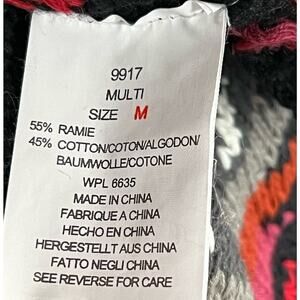 9917
MULTI
SIZE M
55% RAMIE
45% COTTON/COTON/ALGODON/
BAUMWOLLE/COTONE
WPL 6635
MADE IN CHINA
FABRIQUE A CHINA
HECHO EN CHINA
HERGESTELLT AUS CHINA
FATTO NEGLI CHINA
SEE REVERSE FOR CARE